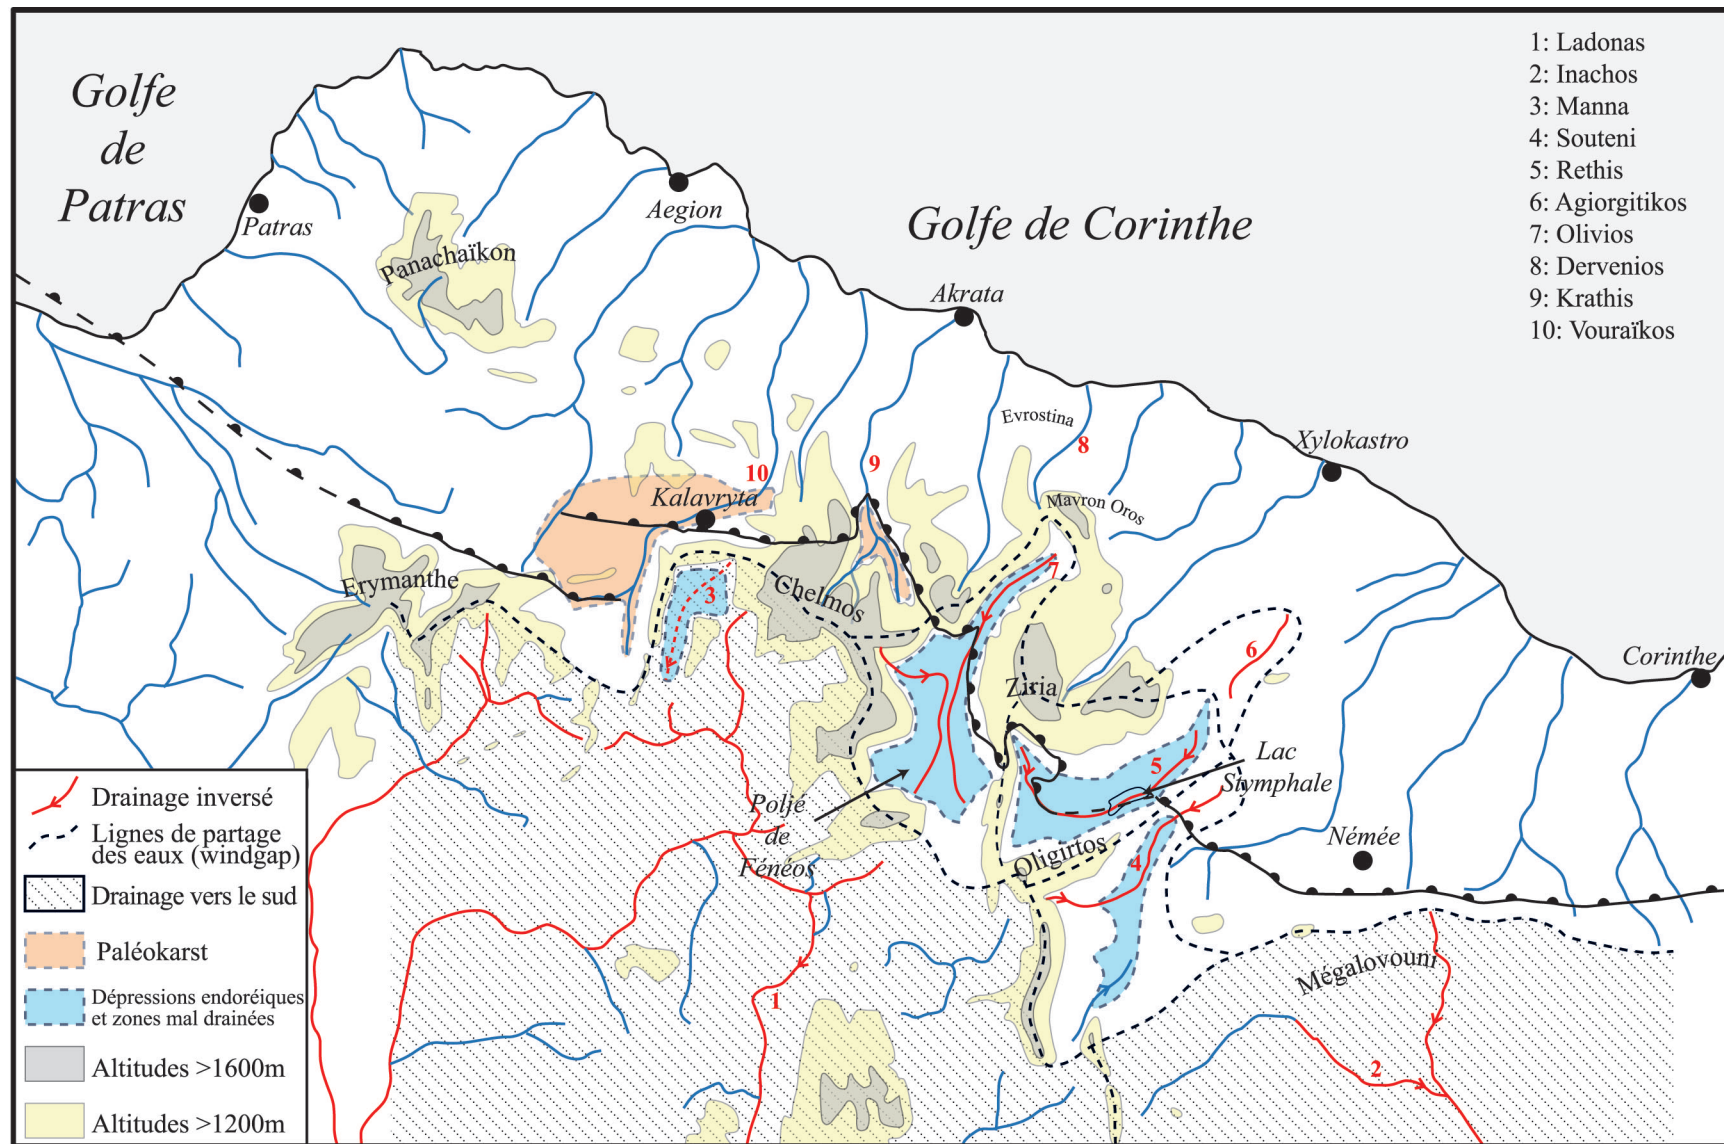 Golfe
de
Patras
Golfe de Corinthe
1: Ladonas
2: Inachos
3: Manna
4: Souteni
5: Rethis
6: Agiorgitikos
7: Olivios
8: Dervenios
9: Krathis
10: Vouraïkos
Patras
Aegion
Panachaïkon
Akrata
Evrostina
8
Xylokastro
10
9
Kalavryta
Mavron Oros
Erymanthe
3
Chelmos
7
6
Corinthe
Ziria
Lac
Stymphale
5
Poljé
de
Fénéos
Oligirtos
4
Némée
Mégalovouni
1
2
Drainage inversé
Lignes de partage
des eaux (windgap)
Drainage vers le sud
Paléokarst
Dépressions endoréiques
et zones mal drainées
Altitudes >1600m
Altitudes >1200m